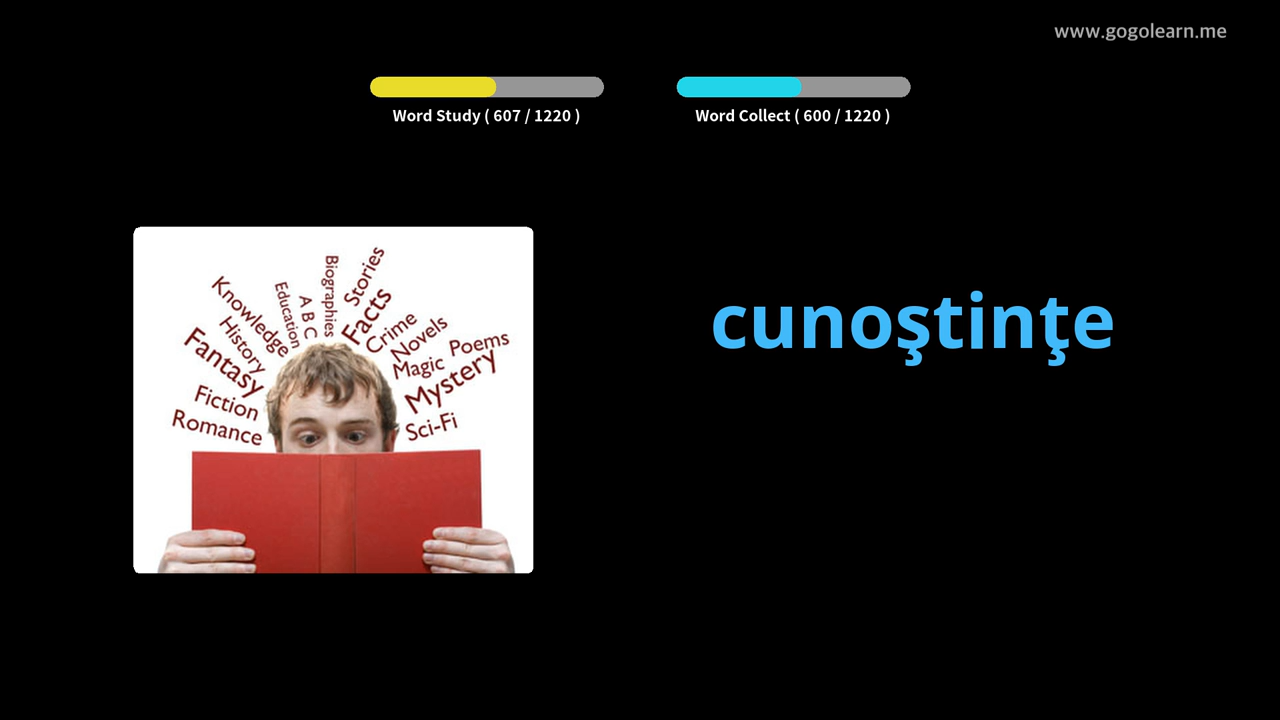 www.gogolearn.me
Word Study ( 607 / 1220 )
Word Collect ( 600 / 1220 )
cunoştinţe
Stories
Biographies
Facts
A B C
Education
Knowledge
Crime
History
Novels
Poems
Fantasy
Magic
Mystery
Fiction
Romance
Sci-Fi